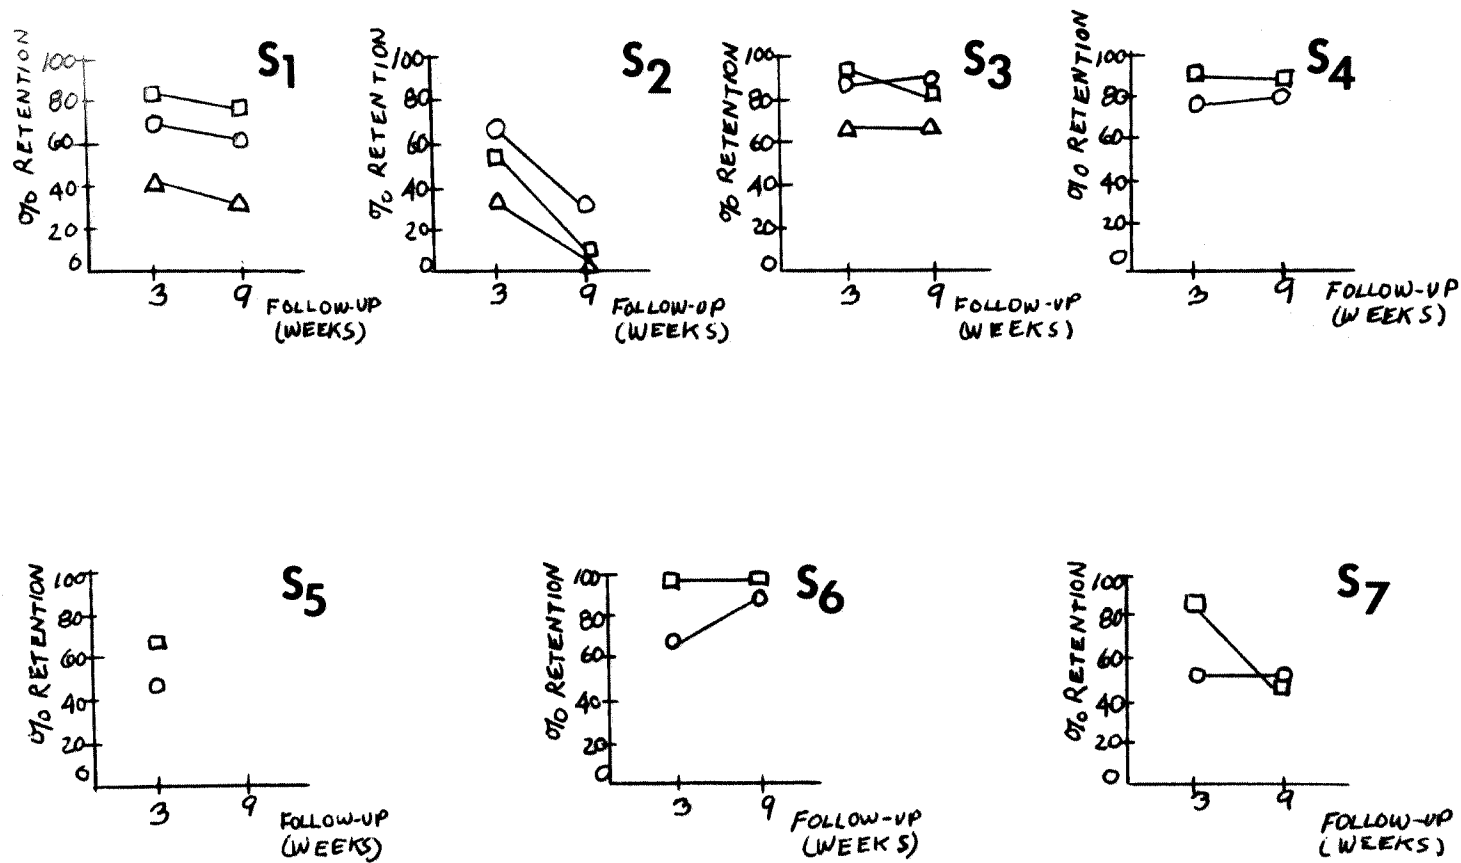 S1
% RETENTION
100
80
60
40
20
0
3 9
FOLLOW-UP
(WEEKS)
S2
% RETENTION
100
80
60
40
20
0
3 9
FOLLOW-UP
(WEEKS)
S3
% RETENTION
100
80
60
40
20
0
3 9
FOLLOW-UP
(WEEKS)
S4
% RETENTION
100
80
60
40
20
0
3 9
FOLLOW-UP
(WEEKS)
S5
% RETENTION
100
80
60
40
20
0
3 9
FOLLOW-UP
(WEEKS)
S6
% RETENTION
100
80
60
40
20
0
3 9
FOLLOW-UP
(WEEKS)
S7
% RETENTION
100
80
60
40
20
0
3 9
FOLLOW-UP
(WEEKS)